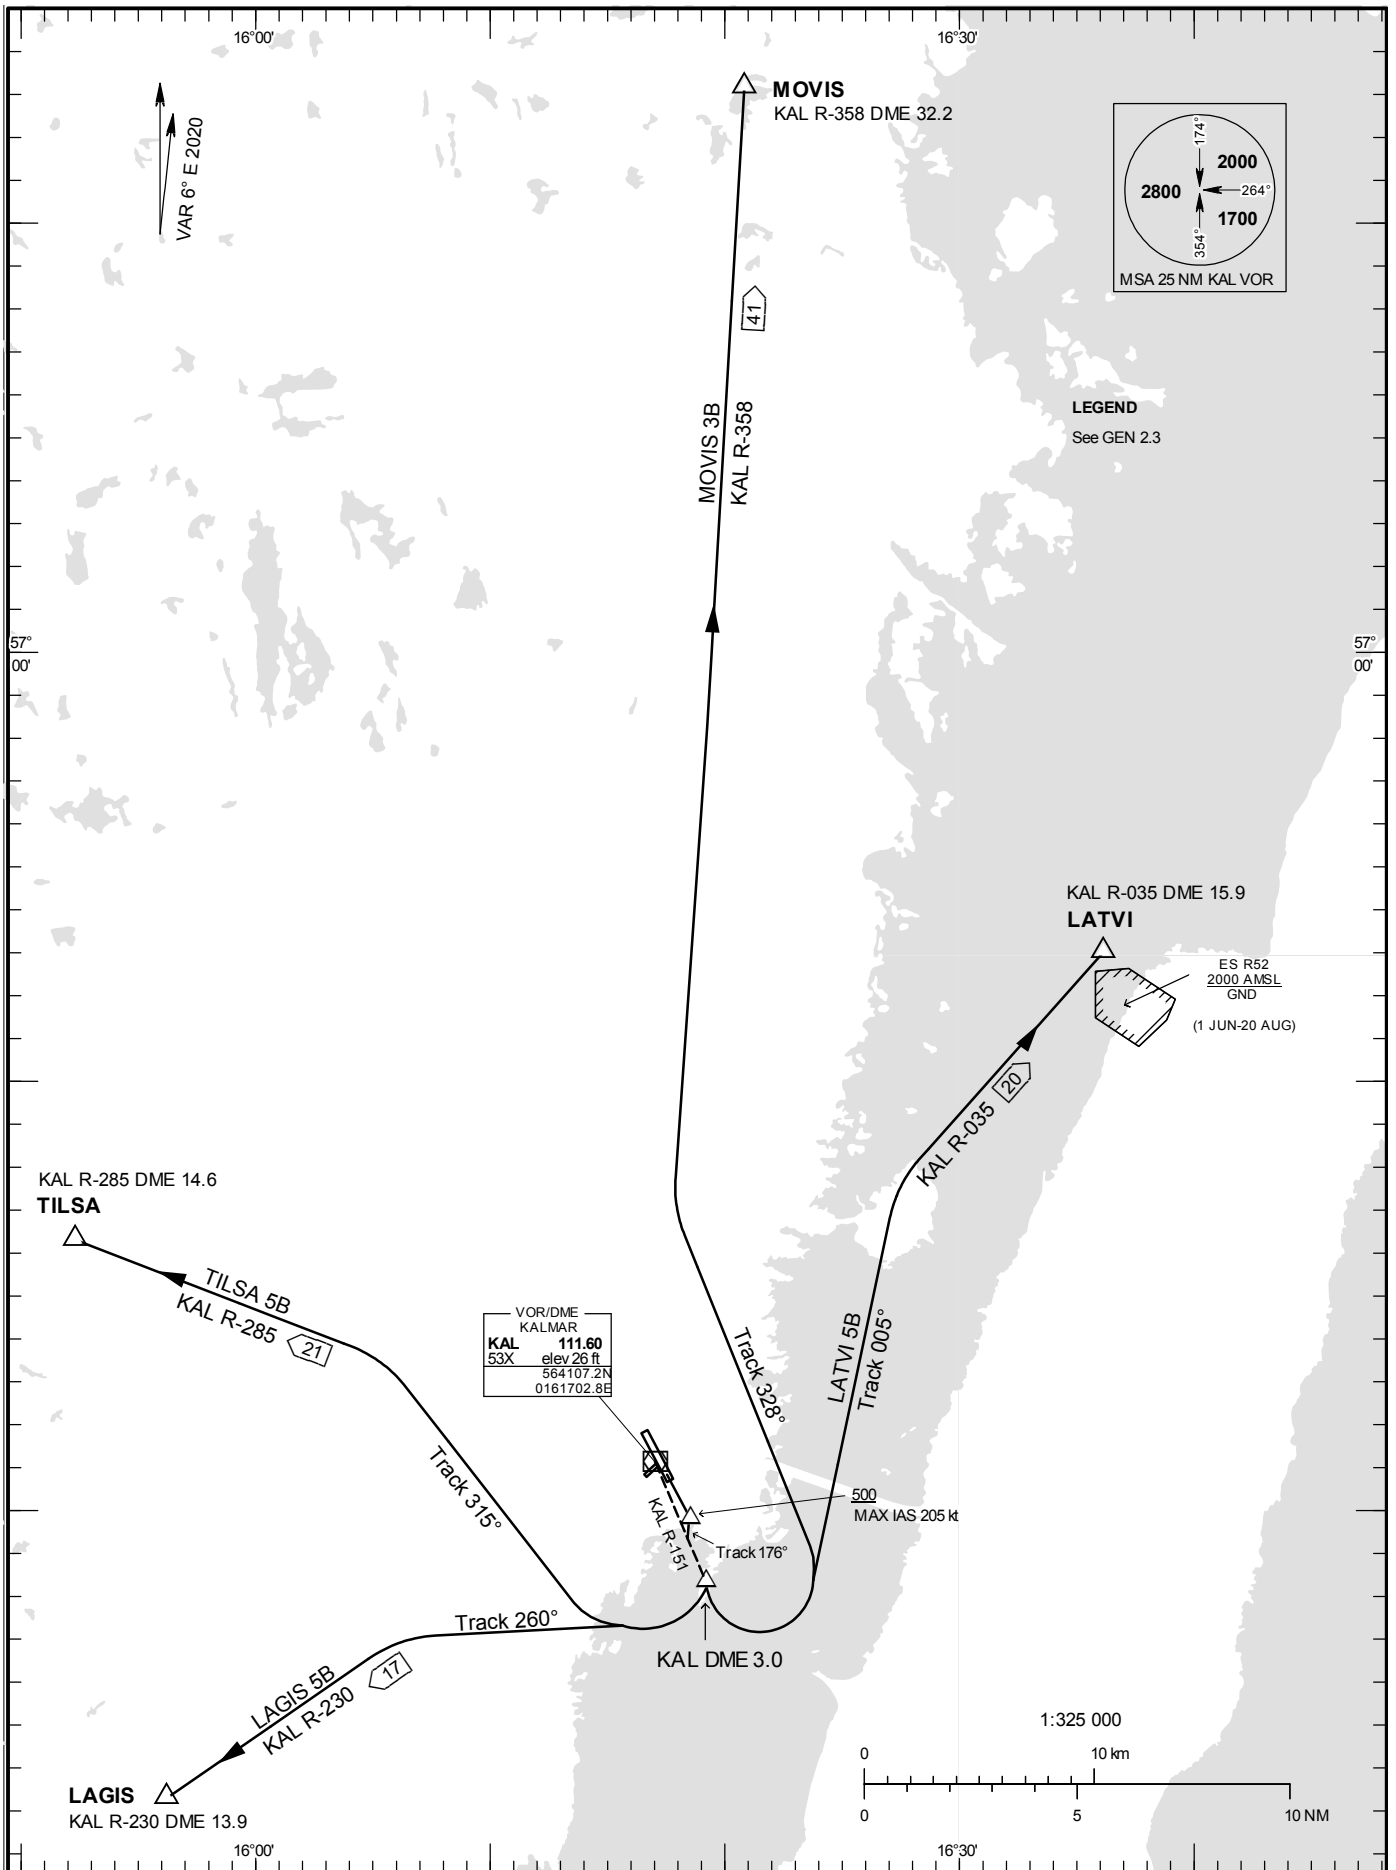 16°00'
16°30'
MOVIS
KAL R-358 DME 32.2
VAR 6° E 2020
174°
2000
2800
264°
1700
354°
MSA 25 NM KAL VOR
41
MOVIS 3B
KAL R-358
LEGEND
See GEN 2.3
57°
00'
57°
00'
KAL R-035 DME 15.9
LATVI
ES R52
2000 AMSL
GND
(1 JUN-20 AUG)
20
KAL R-035
KAL R-285 DME 14.6
TILSA
TILSA 5B
KAL R-285
21
VOR/DME
KALMAR
KAL 111.60
53X elev 26 ft
564107.2N
0161702.8E
Track 328°
LATVI 5B
Track 005°
Track 315°
KAL R-151
500
MAX IAS 205 kt
Track 176°
Track 260°
KAL DME 3.0
17
LAGIS 5B
KAL R-230
1:325 000
0 10 km
0 5 10 NM
LAGIS
KAL R-230 DME 13.9
16°00'
16°30'